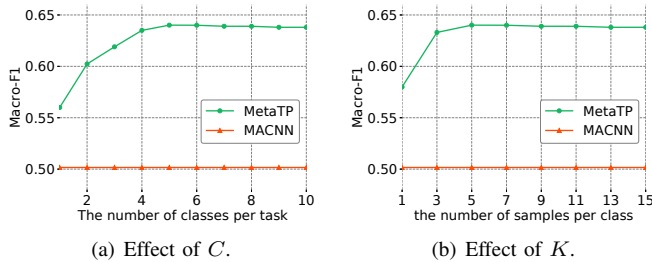 0.65
0.60
0.55
0.50
Macro-F1
MetaTP
MACNN
2 4 6 8 10
The number of classes per task
(a) Effect of C.
0.65
0.60
0.55
0.50
Macro-F1
MetaTP
MACNN
1 3 5 7 9 11 13 15
the number of samples per class
(b) Effect of K.